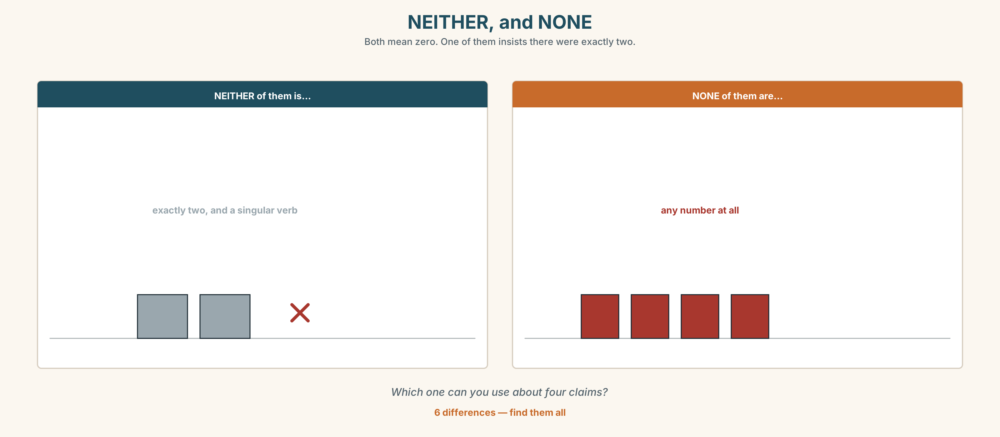 NEITHER, and NONE
Both mean zero. One of them insists there were exactly two.
NEITHER of them is…
exactly two, and a singular verb
NONE of them are…
any number at all
Which one can you use about four claims?
6 differences — find them all